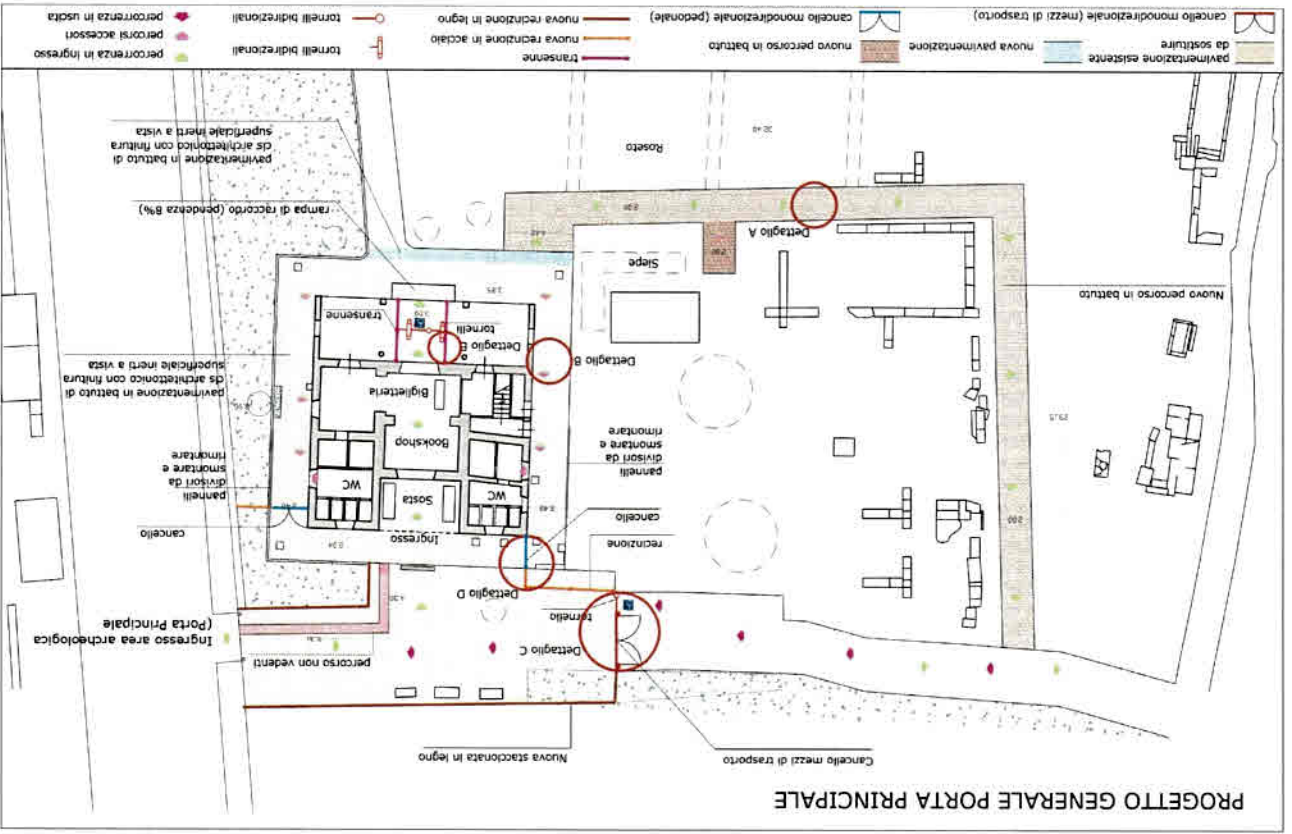 PROGETTO GENERALE PORTA PRINCIPALE
Cancello mezzi di trasporto
Nuova staccionata in legno
Dettaglio C
tornello
percorso non vedenti
Ingresso area archeologica
(Porta Principale
Dettaglio D
recinzione
cancello
Ingresso
cancello
Sosta
WC
WC
Bookshop
Biglietteria
pannelli
divisori da
smontare e
rimontare
pannelli
divisori da
smontare e
rimontare
Dettaglio B
Dettaglio E
tornelli
transenne
pavimentazione in battuto di
cls architettonico con finitura
superficiale inerti a vista
Nuovo percorso in battuto
Siepe
Dettaglio A
rampa di raccordo (pendenza 8%)
Roseto
pavimentazione in battuto di
cls architettonico con finitura
superficiale inerti a vista
pavimentazione esistente
da sostituire
nuova pavimentazione
nuovo percorso in battuto
transenne
nuova recinzione in acciaio
nuova recinzione in legno
tornelli bidirezionali
tornelli bidirezionali
percorrenza in ingresso
percorsi accessori
percorrenza in uscita
cancello monodirezionale (mezzi di trasporto)
cancello monodirezionale (pedonale)